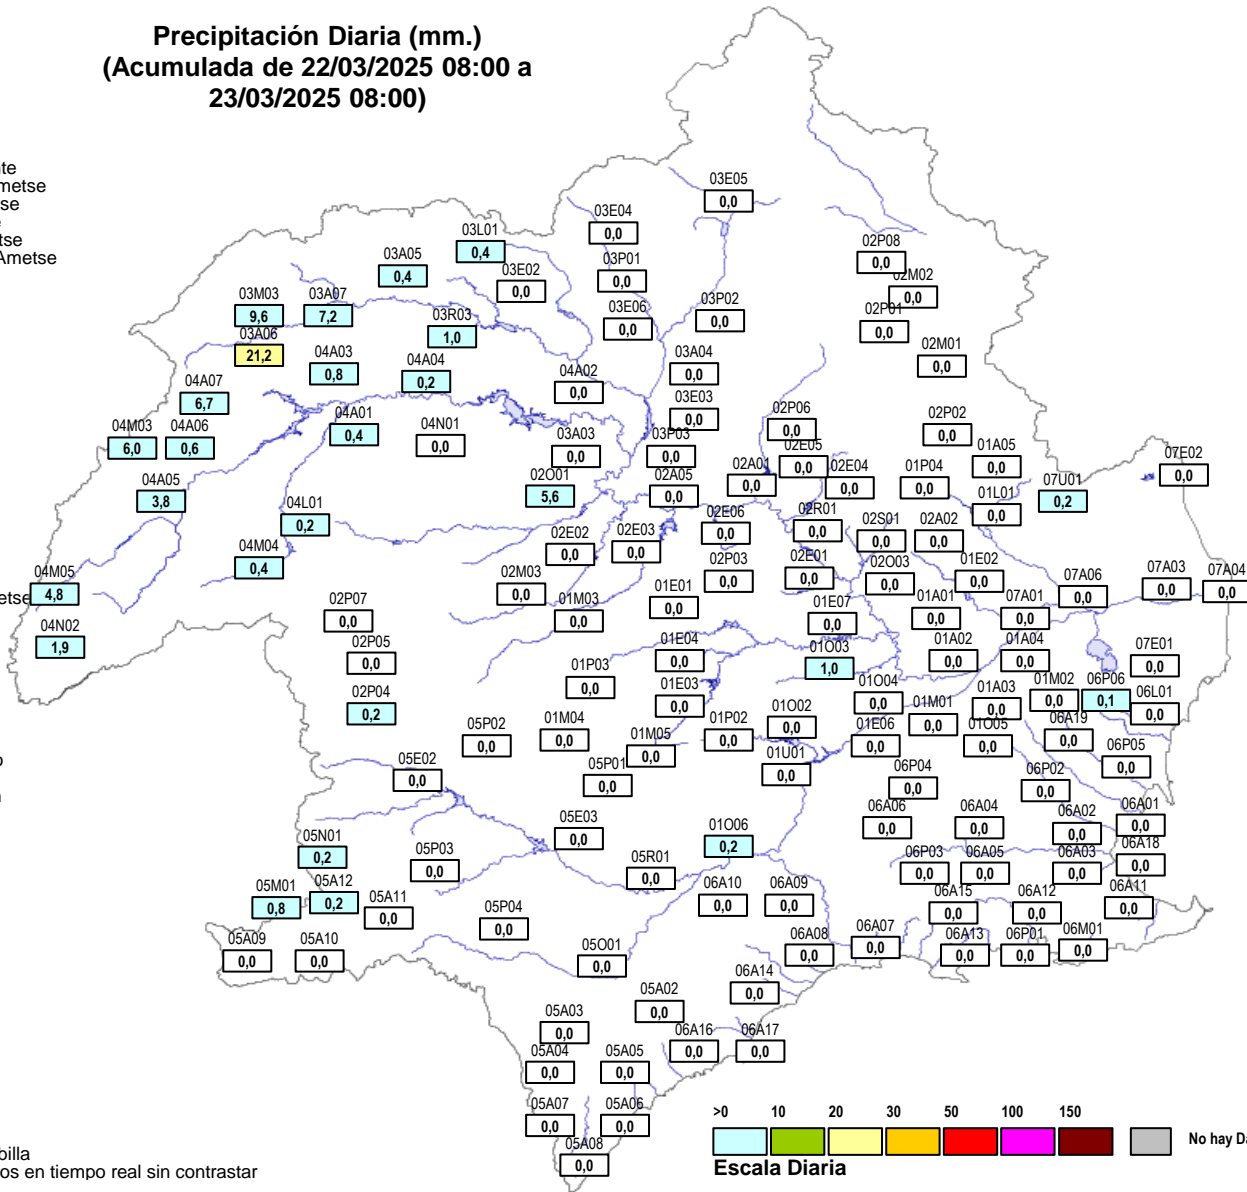 Precipitación Diaria (mm.)
(Acumulada de 22/03/2025 08:00 a
23/03/2025 08:00)
nte
metse
se
e
tse
Ametse
03E05
0,0
03E04
0,0
03L01
0,4
03A05
0,4
03E02
0,0
03P01
0,0
02P08
0,0
02M02
0,0
03M03
9,6
03A07
7,2
03R03
1,0
03E06
0,0
03P02
0,0
02P01
0,0
03A06
21,2
04A03
0,8
04A04
0,2
04A02
0,0
03A04
0,0
02M01
0,0
04A07
6,7
03E03
0,0
04M03
6,0
04A06
0,6
04A01
0,4
04N01
0,0
03A03
0,0
03P03
0,0
02P06
0,0
02P02
0,0
02E05
0,0
01A05
0,0
07E02
0,0
04A05
3,8
02O01
5,6
02A05
0,0
02A01
0,0
02E04
0,0
01P04
0,0
07U01
0,2
01L01
0,0
04L01
0,2
02E06
0,0
02R01
0,0
02S01
0,0
02A02
0,0
04M04
0,4
02E02
0,0
02E03
0,0
02P03
0,0
02E01
0,0
02O03
0,0
01E02
0,0
04M05
4,8
etse
02M03
0,0
01M03
0,0
01E01
0,0
01E07
0,0
01A01
0,0
07A01
0,0
07A06
0,0
07A03
0,0
07A04
0,0
04N02
1,9
02P07
0,0
02P05
0,0
01E04
0,0
01O03
1,0
01A02
0,0
01A04
0,0
07E01
0,0
02P04
0,2
01P03
0,0
01E03
0,0
01O04
0,0
01A03
0,0
01M02
0,0
06P06
0,1
06L01
0,0
05P02
0,0
01M04
0,0
01M05
0,0
01P02
0,0
01O02
0,0
01M01
0,0
01E06
0,0
01O05
0,0
06A19
0,0
06P05
0,0
o
05E02
0,0
05P01
0,0
01U01
0,0
06P04
0,0
06P02
0,0
05E03
0,0
01O06
0,2
06A06
0,0
06A04
0,0
06A02
0,0
06A01
0,0
05N01
0,2
05P03
0,0
05R01
0,0
06P03
0,0
06A05
0,0
06A03
0,0
06A18
0,0
05M01
0,8
05A12
0,2
05A11
0,0
05P04
0,0
06A10
0,0
06A09
0,0
06A15
0,0
06A12
0,0
06A11
0,0
05A09
0,0
05A10
0,0
05O01
0,0
06A08
0,0
06A07
0,0
06A13
0,0
06P01
0,0
06M01
0,0
05A02
0,0
06A14
0,0
05A03
0,0
06A16
0,0
06A17
0,0
05A04
0,0
05A05
0,0
05A07
0,0
05A06
0,0
05A08
0,0
>0 10 20 30 50 100 150
No hay Da
Escala Diaria
billa
os en tiempo real sin contrastar